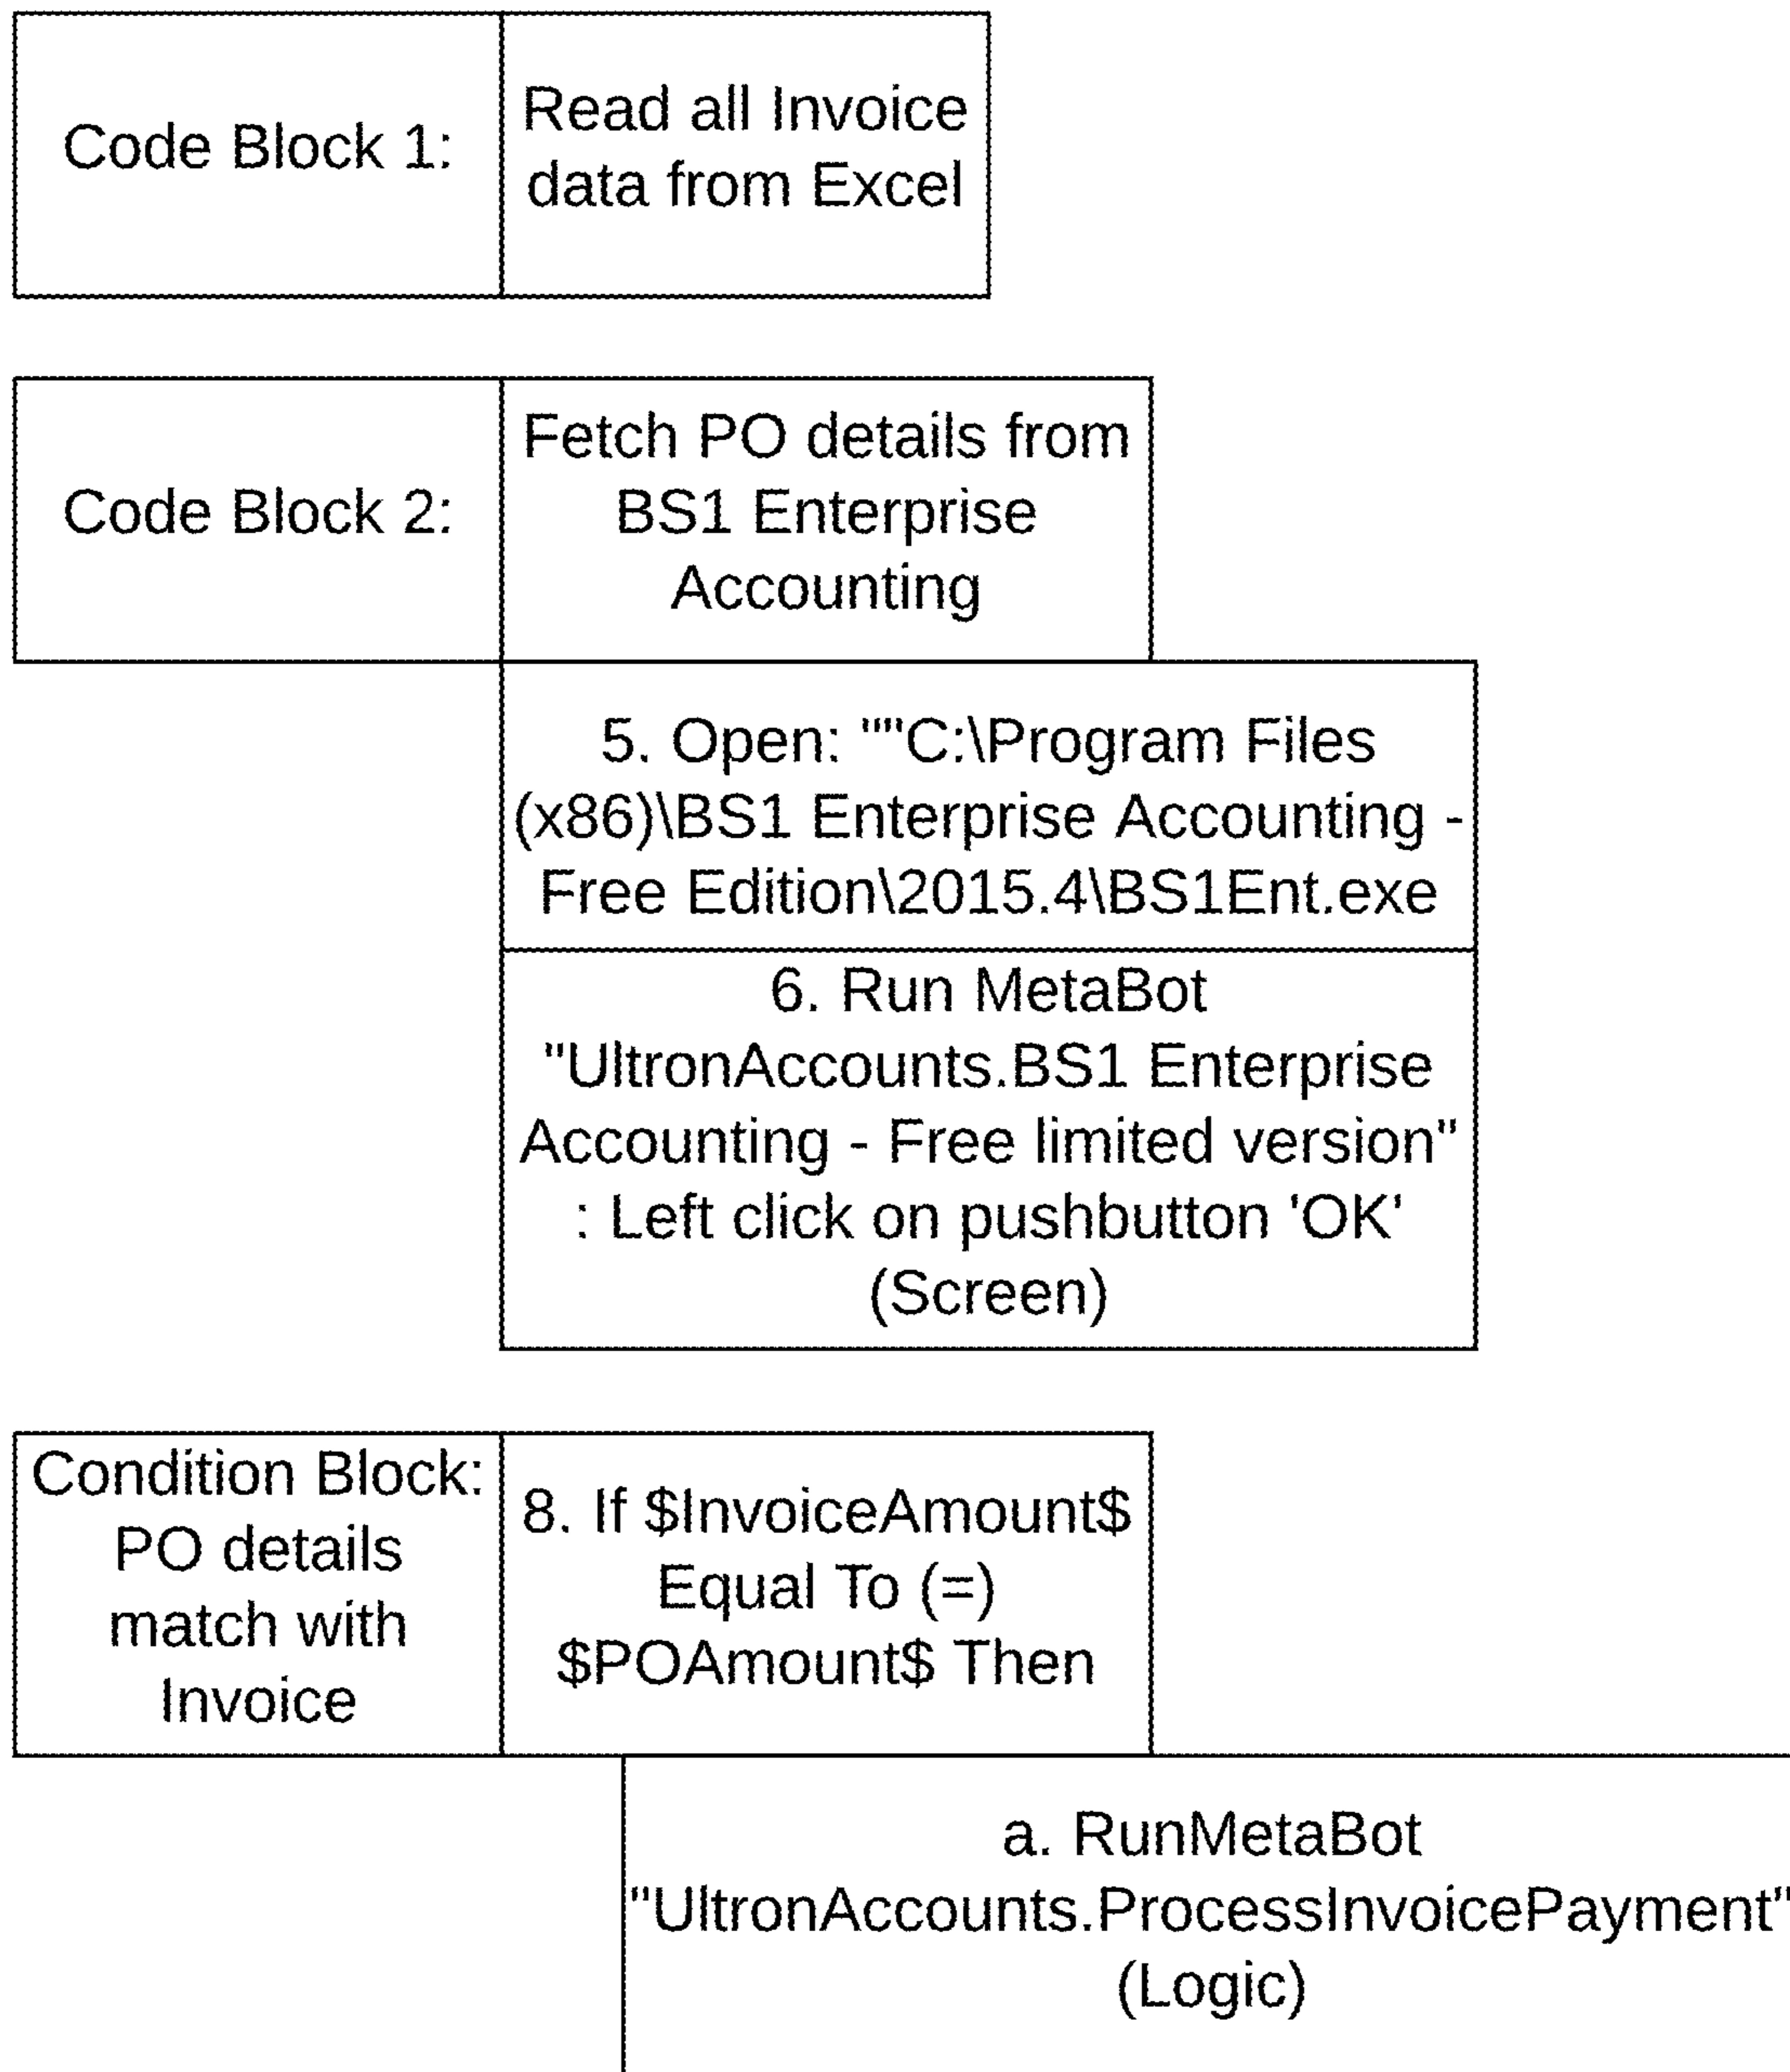 Code Block 1:
Read all Invoice
data from Excel
Code Block 2:
Fetch PO details from
BS1 Enterprise
Accounting
5. Open: ""C:\Program Files
(x86)\BS1 Enterprise Accounting -
Free Edition\2015.4\BS1Ent.exe
6. Run MetaBot
"UltronAccounts.BS1 Enterprise
Accounting - Free limited version"
: Left click on pushbutton 'OK'
(Screen)
Condition Block:
PO details
match with
Invoice
8. If $InvoiceAmount$
Equal To (=)
$POAmount$ Then
a. RunMetaBot
"UltronAccounts.ProcessInvoicePayment"
(Logic)